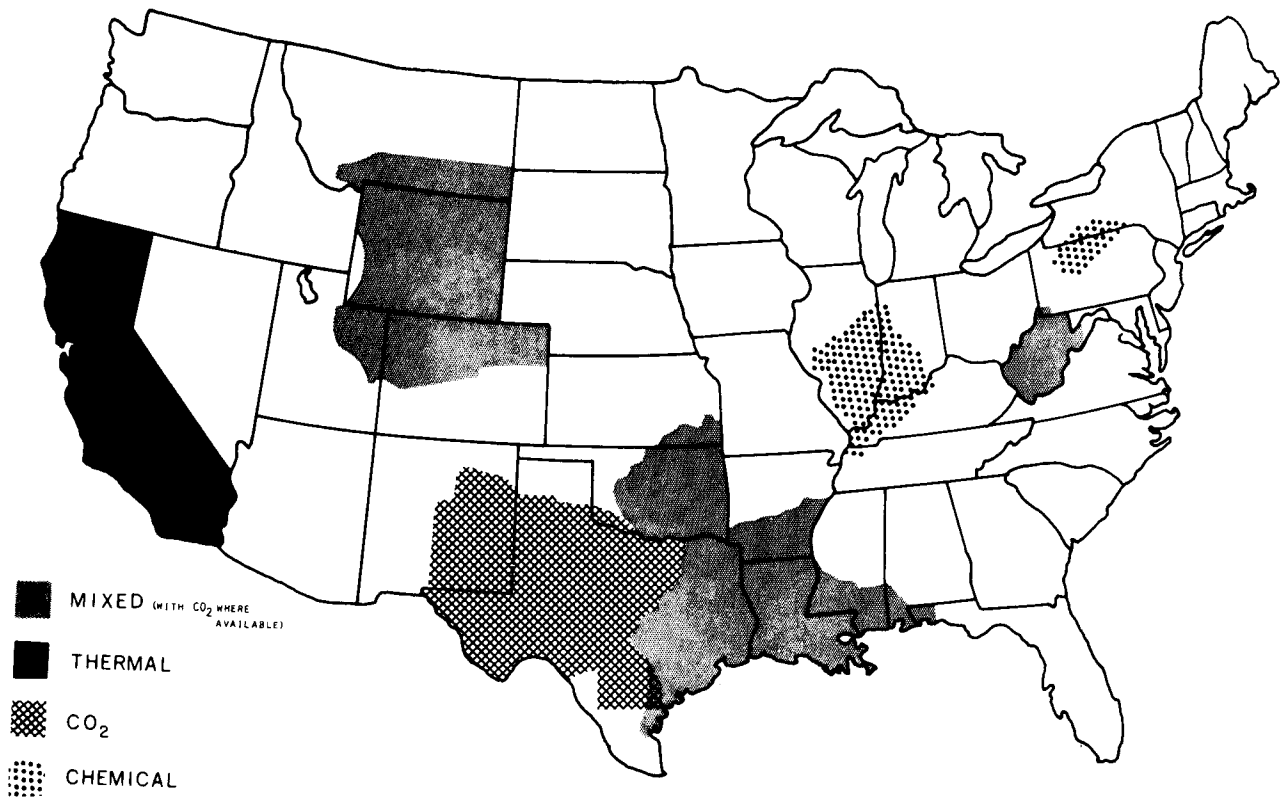 MIXED (WITH CO2 WHERE
AVAILABLE)
THERMAL
CO2
CHEMICAL